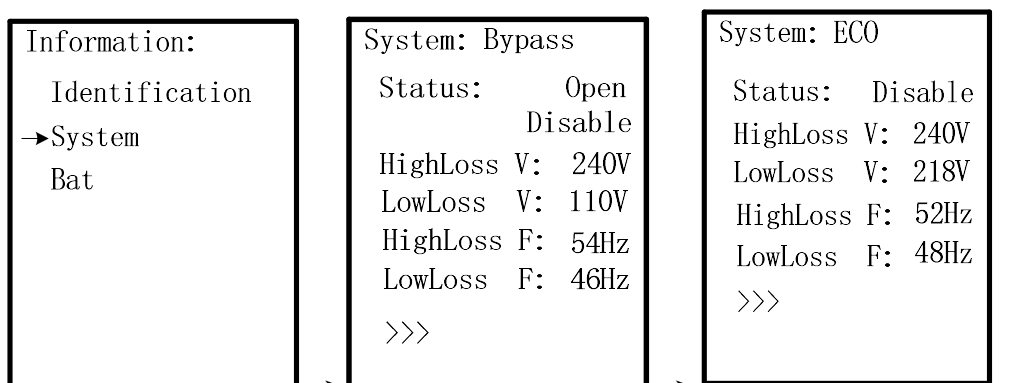 Information:
Identification
→System
Bat
System: Bypass
Status: Open
Disable
HighLoss V: 240V
LowLoss V: 110V
HighLoss F: 54Hz
LowLoss F: 46Hz
>>>
System: ECO
Status: Disable
HighLoss V: 240V
LowLoss V: 218V
HighLoss F: 52Hz
LowLoss F: 48Hz
>>>